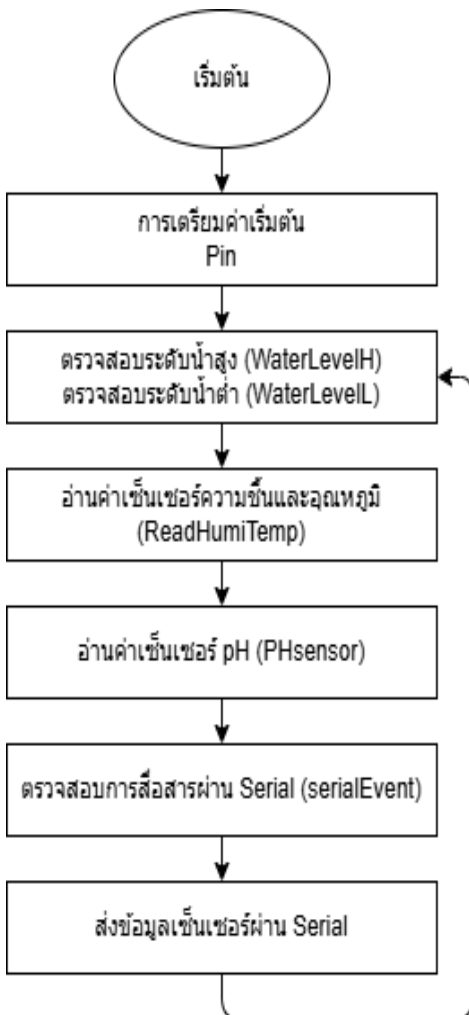 เริ่มต้น
การเตรียมค่าเริ่มต้น
Pin
ตรวจสอบระดับน้ำสูง (WaterLevelH)
ตรวจสอบระดับน้ำต่ำ (WaterLevelL)
อ่านค่าเซ็นเซอร์ความชื้นและอุณหภูมิ
(ReadHumiTemp)
อ่านค่าเซ็นเซอร์ pH (PHsensor)
ตรวจสอบการสื่อสารผ่าน Serial (serialEvent)
ส่งข้อมูลเซ็นเซอร์ผ่าน Serial